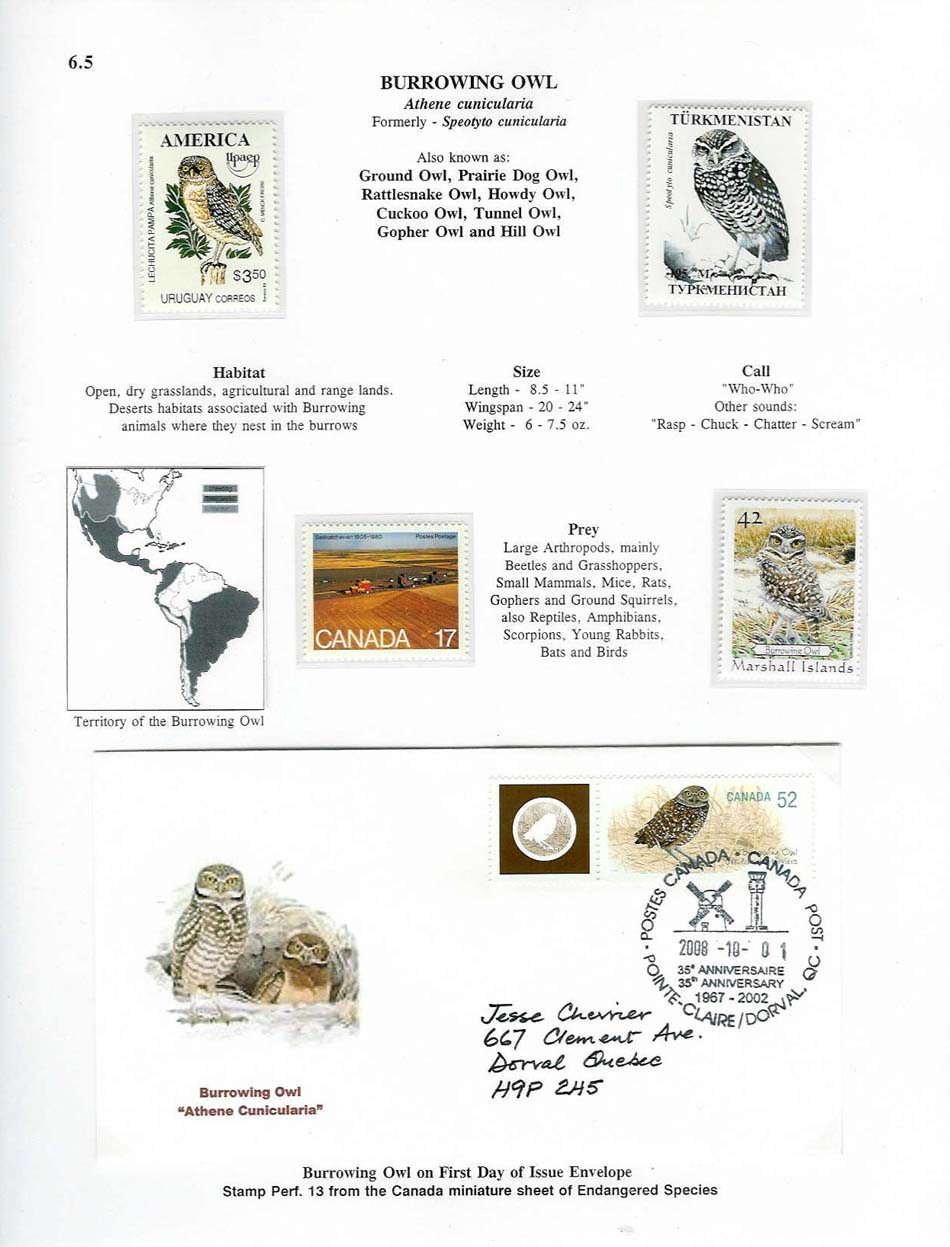 6.5
BURROWING OWL
Athene cunicularia
Formerly - Speotyto cunicularia
Also known as:
Ground Owl, Prairie Dog Owl,
Rattlesnake Owl, Howdy Owl,
Cuckoo Owl, Tunnel Owl,
Gopher Owl and Hill Owl
AMERICA
Upaep
LECHUCITA PAMPA Athene cunicularia
$3.50
URUGUAY CORREOS
TÜRKMENISTAN
Speotyto cunicularia
ТУРКМЕНИСТАН
Habitat
Open, dry grasslands, agricultural and range lands.
Deserts habitats associated with Burrowing
animals where they nest in the burrows
Size
Length - 8.5 - 11"
Wingspan - 20 - 24"
Weight - 6 - 7.5 oz.
Call
"Who-Who"
Other sounds:
"Rasp - Chuck - Chatter - Scream"
Territory of the Burrowing Owl
Saskatchewan 1905-1980 Postes Postage
CANADA 17
Prey
Large Arthropods, mainly
Beetles and Grasshoppers,
Small Mammals, Mice, Rats,
Gophers and Ground Squirrels,
also Reptiles, Amphibians,
Scorpions, Young Rabbits,
Bats and Birds
42
Burrowing Owl
Marshall Islands
CANADA 52
Burrowing Owl
POSTES CANADA · CANADA POST
2008 -10- 01
35e ANNIVERSAIRE
35th ANNIVERSARY
1967 - 2002
POINTE-CLAIRE/DORVAL, QC
Jesse Chevrier
667 Clement Ave.
Dorval Quebec
H9P 2H5
Burrowing Owl
“Athene Cunicularia”
Burrowing Owl on First Day of Issue Envelope
Stamp Perf. 13 from the Canada miniature sheet of Endangered Species